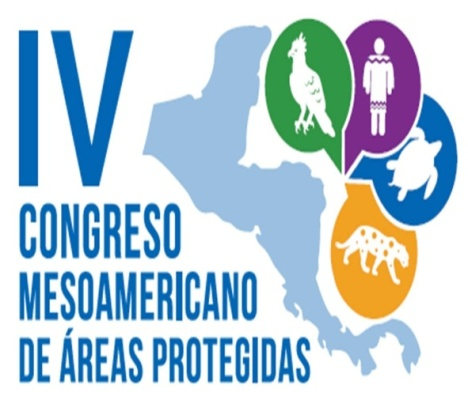 IV
CONGRESO
MESOAMERICANO
DE ÁREAS PROTEGIDAS